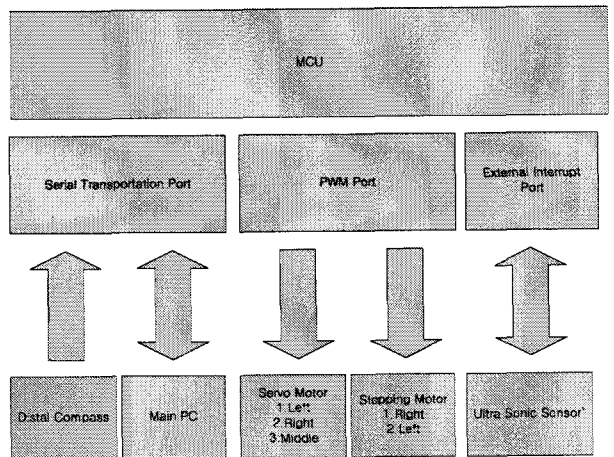 MCU
Serial Transportation Port
PWM Port
External Interrupt
Port
Distal Compass
Main PC
Servo Motor
1.Left
2.Right
3.Middle
Stepping Motor
1. Right
2. Left
Ultra Sonic Sensor